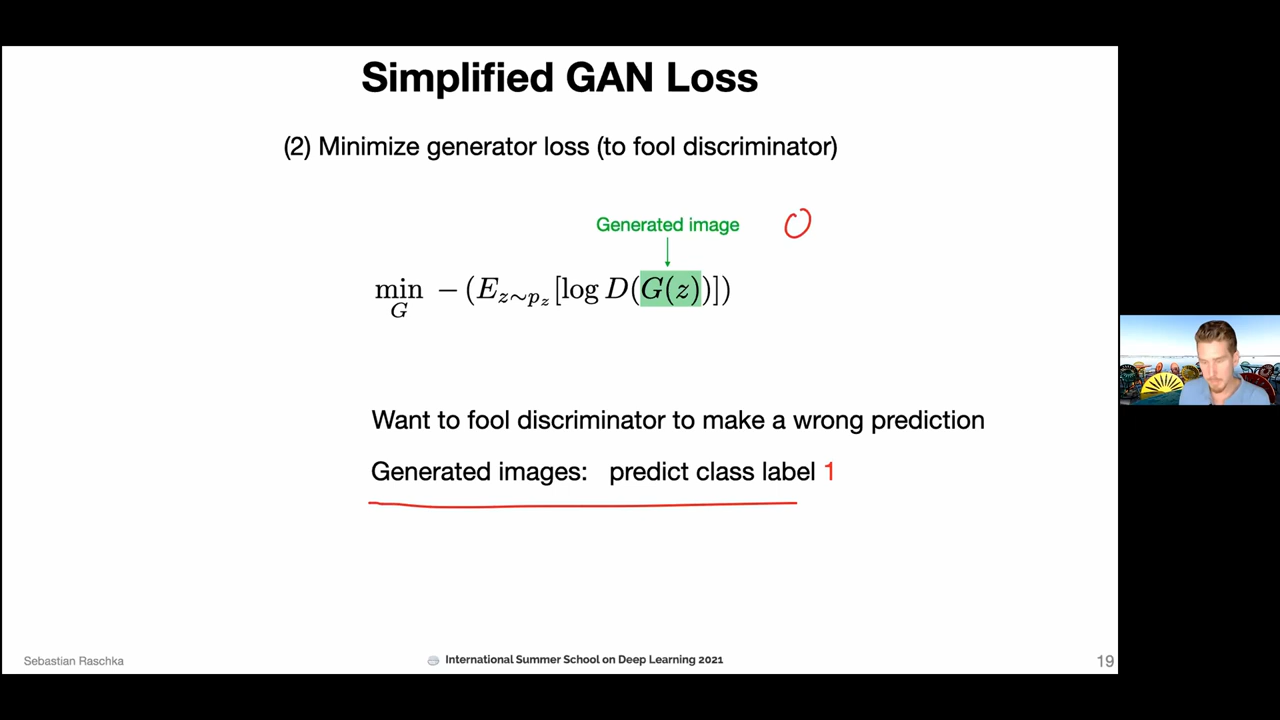 Simplified GAN Loss
(2) Minimize generator loss (to fool discriminator)
Generated image
0
min_G − (E_{z∼p_z}[log D(G(z))])
Want to fool discriminator to make a wrong prediction
Generated images: predict class label 1
Sebastian Raschka
International Summer School on Deep Learning 2021
19